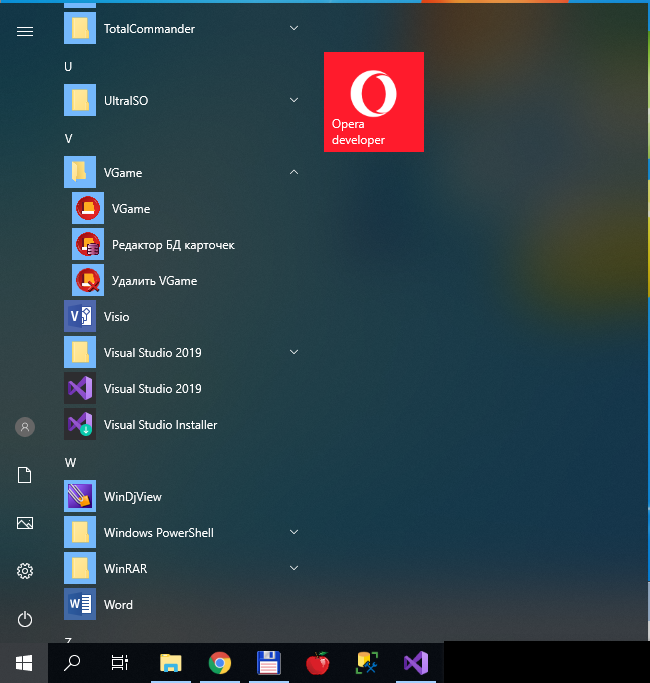 TotalCommander
U
UltraISO
V
VGame
VGame
Редактор БД карточек
Удалить VGame
Visio
Visual Studio 2019
Visual Studio 2019
Visual Studio Installer
W
WinDjView
Windows PowerShell
WinRAR
Word
Z
Opera
developer